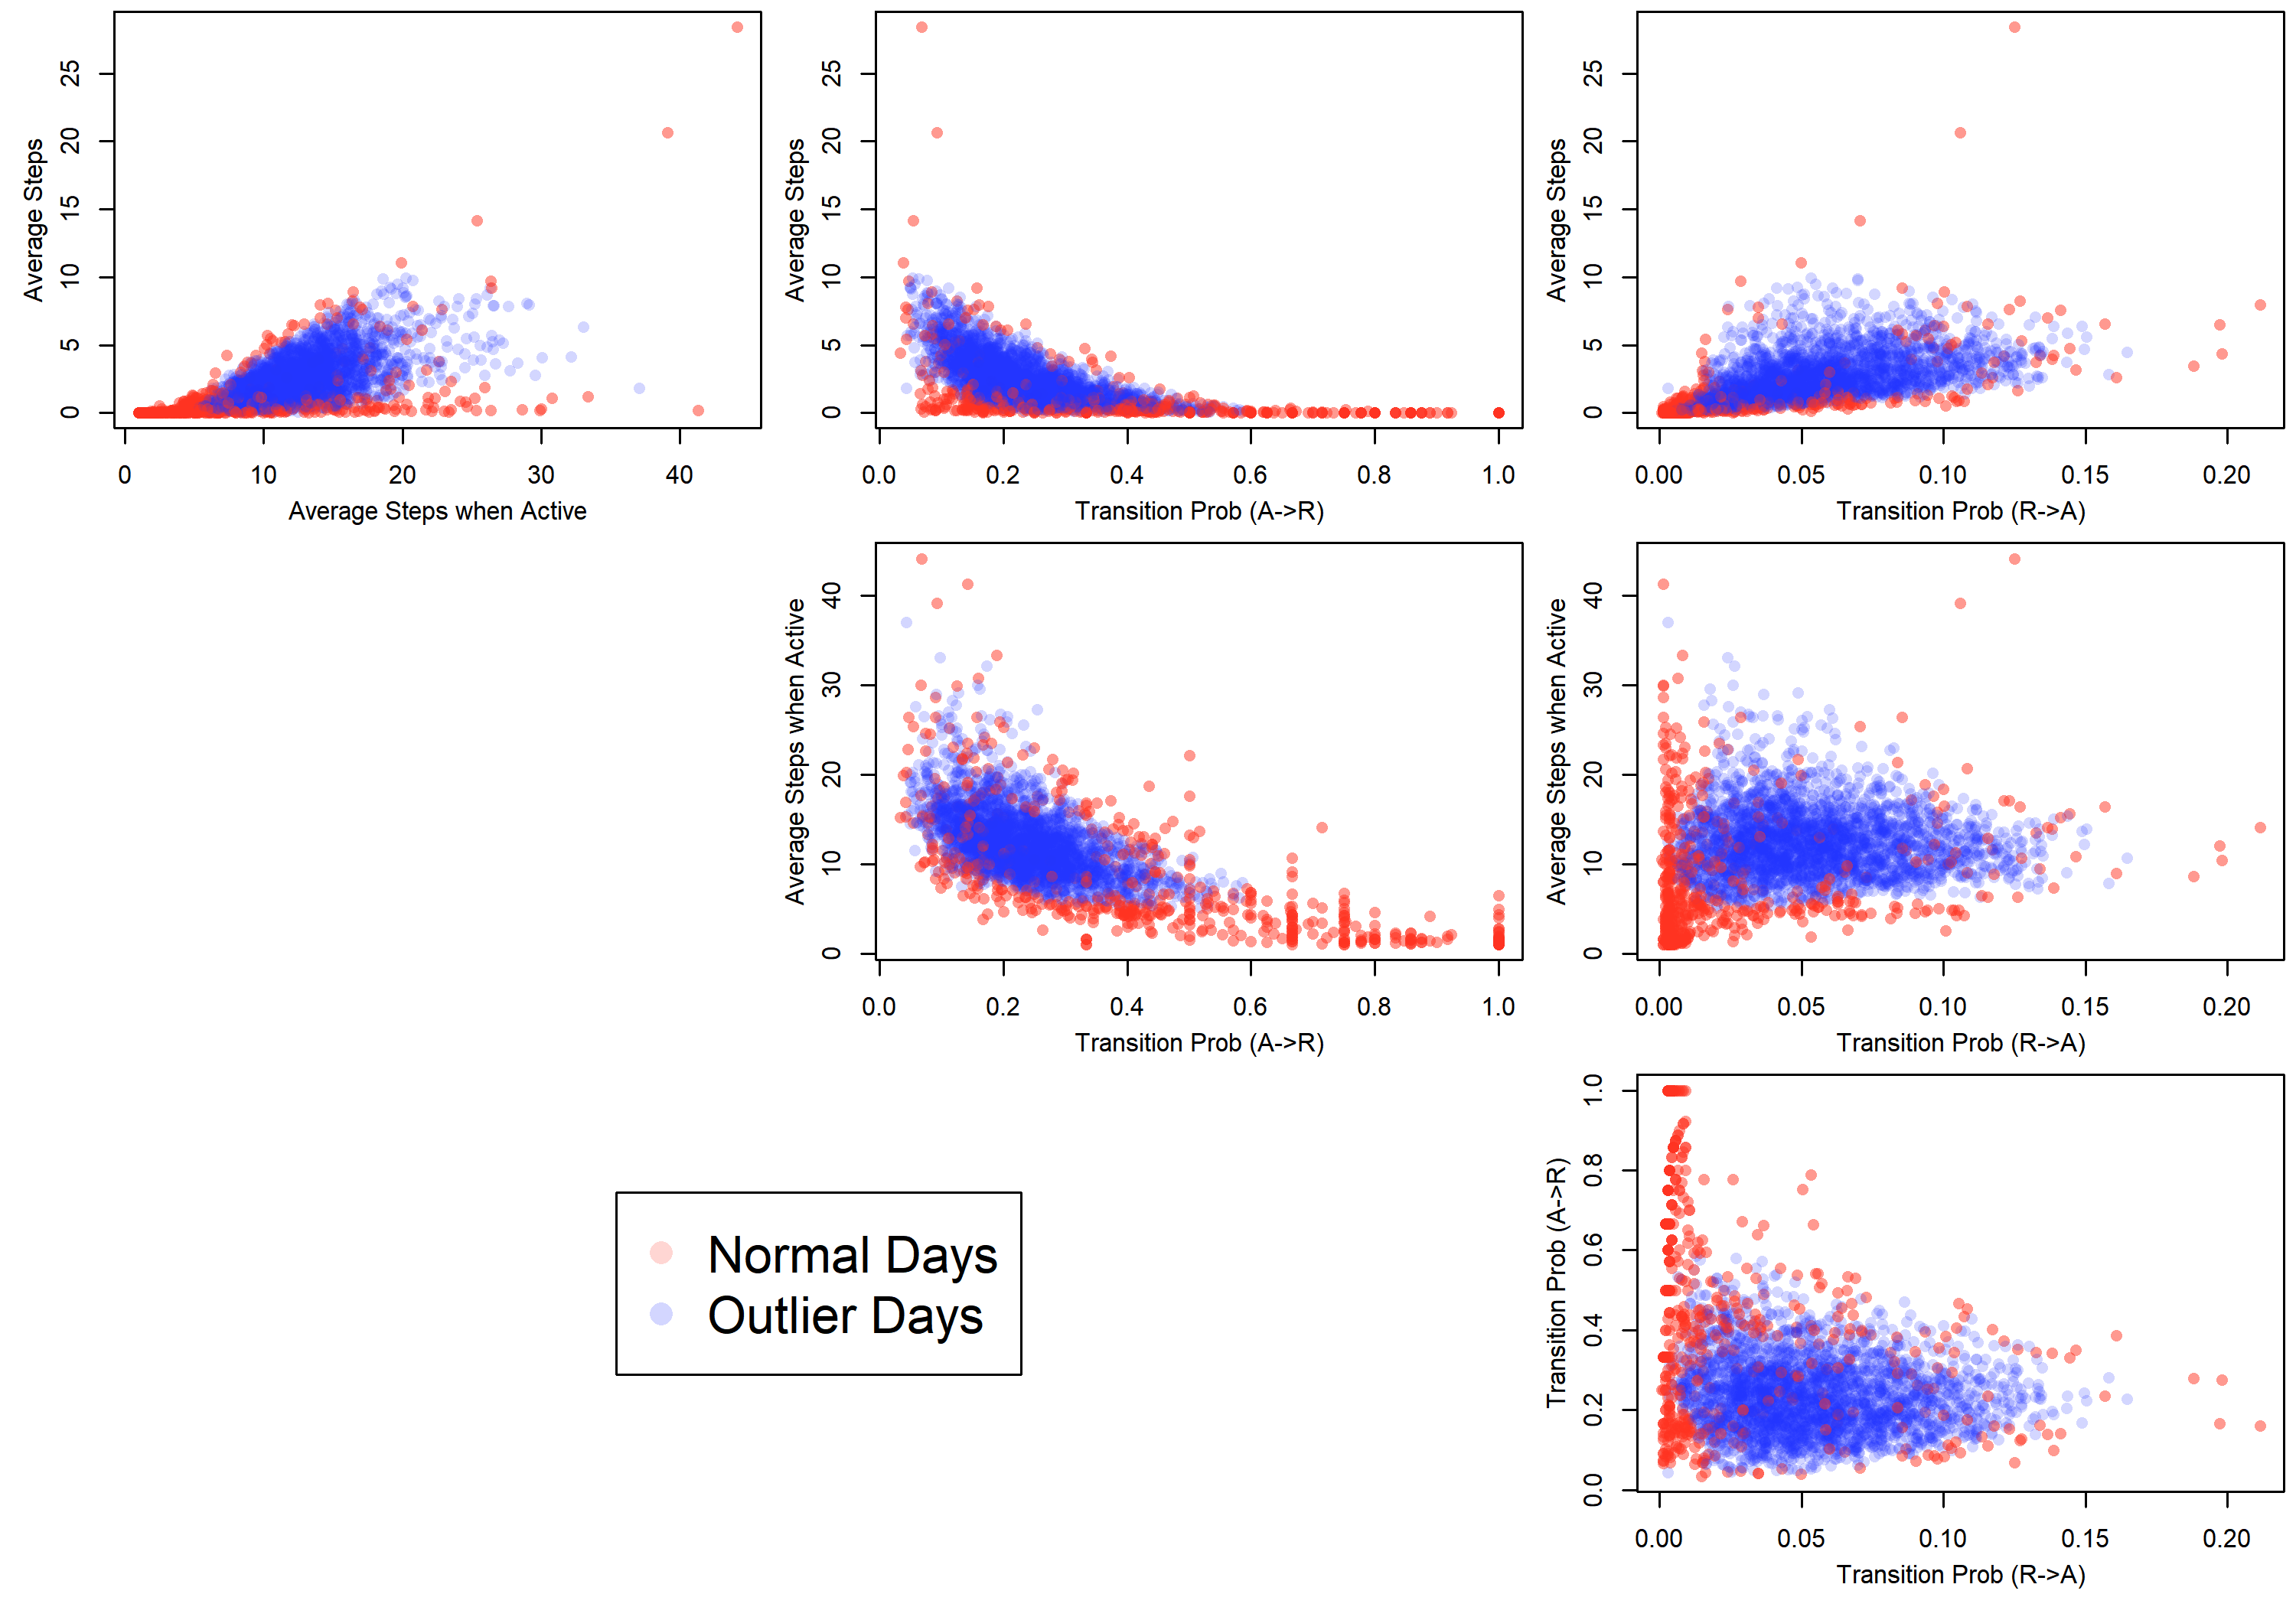 Average Steps
0 5 10 15 20 25
0 10 20 30 40
Average Steps when Active
Average Steps
0 5 10 15 20 25
0.0 0.2 0.4 0.6 0.8 1.0
Transition Prob (A->R)
Average Steps
0 5 10 15 20 25
0.00 0.05 0.10 0.15 0.20
Transition Prob (R->A)
Average Steps when Active
0 10 20 30 40
0.0 0.2 0.4 0.6 0.8 1.0
Transition Prob (A->R)
Average Steps when Active
0 10 20 30 40
0.00 0.05 0.10 0.15 0.20
Transition Prob (R->A)
Normal Days
Outlier Days
Transition Prob (A->R)
0.0 0.2 0.4 0.6 0.8 1.0
0.00 0.05 0.10 0.15 0.20
Transition Prob (R->A)